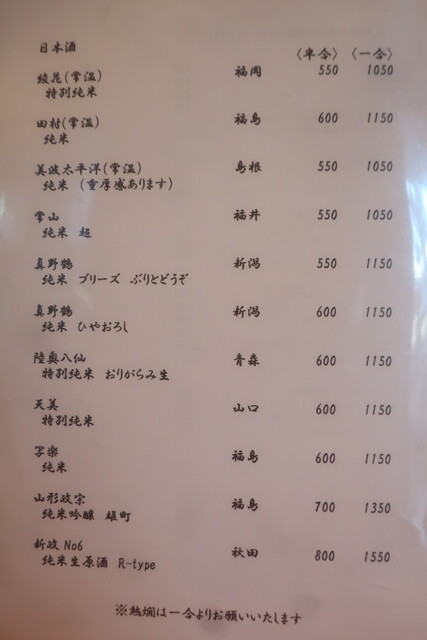 日本酒 〈半合〉 〈一合〉
綾花(常温) 福岡 550 1050
特別純米
田村(常温) 福島 600 1150
純米
美波太平洋(常温) 島根 550 1050
純米 (重厚感あります)
常山 福井 550 1050
純米 超
真野鶴 新潟 550 1150
純米 ブリーズ ぶりとどうぞ
真野鶴 新潟 600 1150
純米 ひやおろし
陸奥八仙 青森 600 1150
特別純米 おりがらみ生
天美 山口 600 1150
特別純米
写楽 福島 600 1150
純米
山形政宗 福島 700 1350
純米吟醸 雄町
新政 No6 秋田 800 1550
純米生原酒 R-type
※熱燗は一合よりお願いいたします